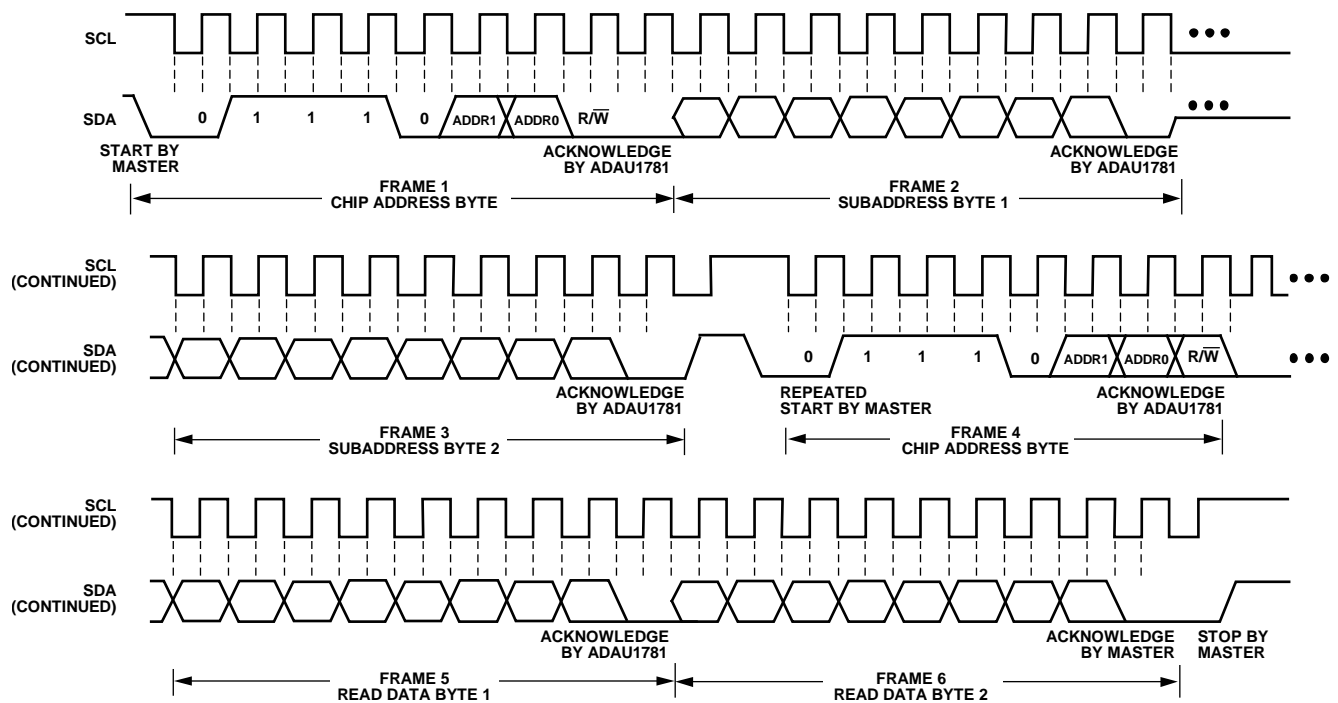 SCL
SDA
0 1 1 1 0 ADDR1 ADDR0 R/W̅
START BY
MASTER
ACKNOWLEDGE
BY ADAU1781
ACKNOWLEDGE
BY ADAU1781
FRAME 1
CHIP ADDRESS BYTE
FRAME 2
SUBADDRESS BYTE 1
SCL
(CONTINUED)
SDA
(CONTINUED)
0 1 1 1 0 ADDR1 ADDR0 R/W̅
ACKNOWLEDGE
BY ADAU1781
REPEATED
START BY MASTER
ACKNOWLEDGE
BY ADAU1781
FRAME 3
SUBADDRESS BYTE 2
FRAME 4
CHIP ADDRESS BYTE
SCL
(CONTINUED)
SDA
(CONTINUED)
ACKNOWLEDGE
BY ADAU1781
ACKNOWLEDGE
BY MASTER
STOP BY
MASTER
FRAME 5
READ DATA BYTE 1
FRAME 6
READ DATA BYTE 2